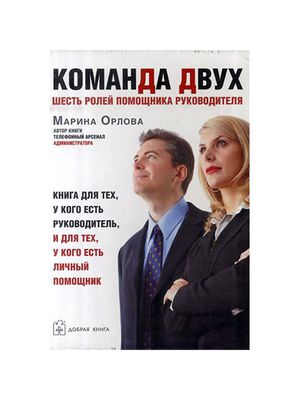 КОМАНДА ДВУХ
ШЕСТЬ РОЛЕЙ ПОМОЩНИКА РУКОВОДИТЕЛЯ
МАРИНА ОРЛОВА
АВТОР КНИГИ
ТЕЛЕФОННЫЙ АРСЕНАЛ
АДМИНИСТРАТОРА
КНИГА ДЛЯ ТЕХ,
У КОГО ЕСТЬ
РУКОВОДИТЕЛЬ,
И ДЛЯ ТЕХ,
У КОГО ЕСТЬ
ЛИЧНЫЙ
ПОМОЩНИК
ДОБРАЯ КНИГА